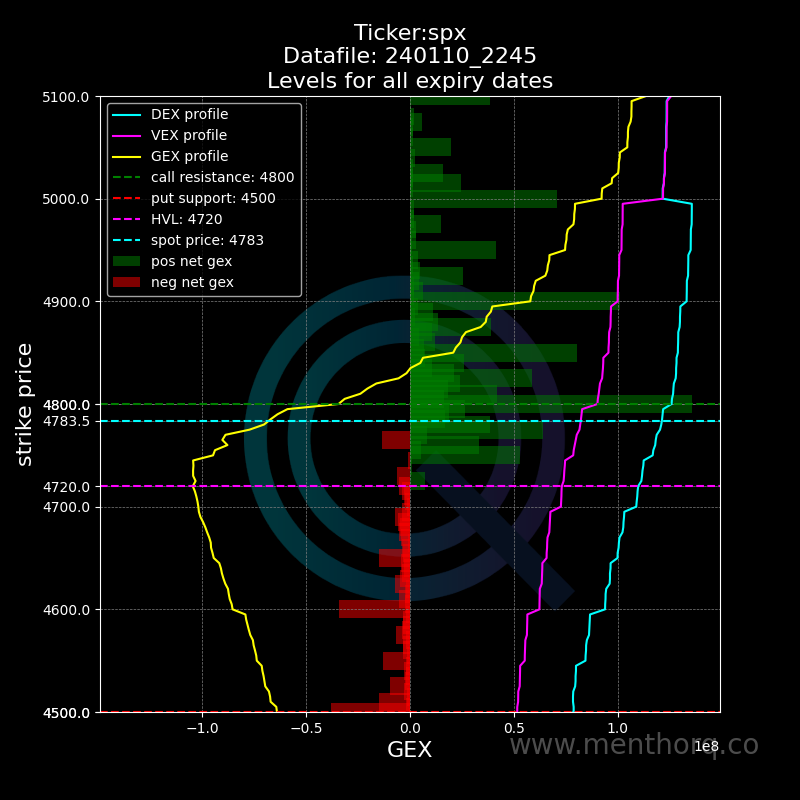 Ticker:spx
Datafile: 240110_2245
Levels for all expiry dates
DEX profile
VEX profile
GEX profile
call resistance: 4800
put support: 4500
HVL: 4720
spot price: 4783
pos net gex
neg net gex
strike price
5100.0
5000.0
4900.0
4800.0
4783.5
4720.0
4700.0
4600.0
4500.0
−1.0 −0.5 0.0 0.5 1.0
1e8
GEX
www.menthorq.co